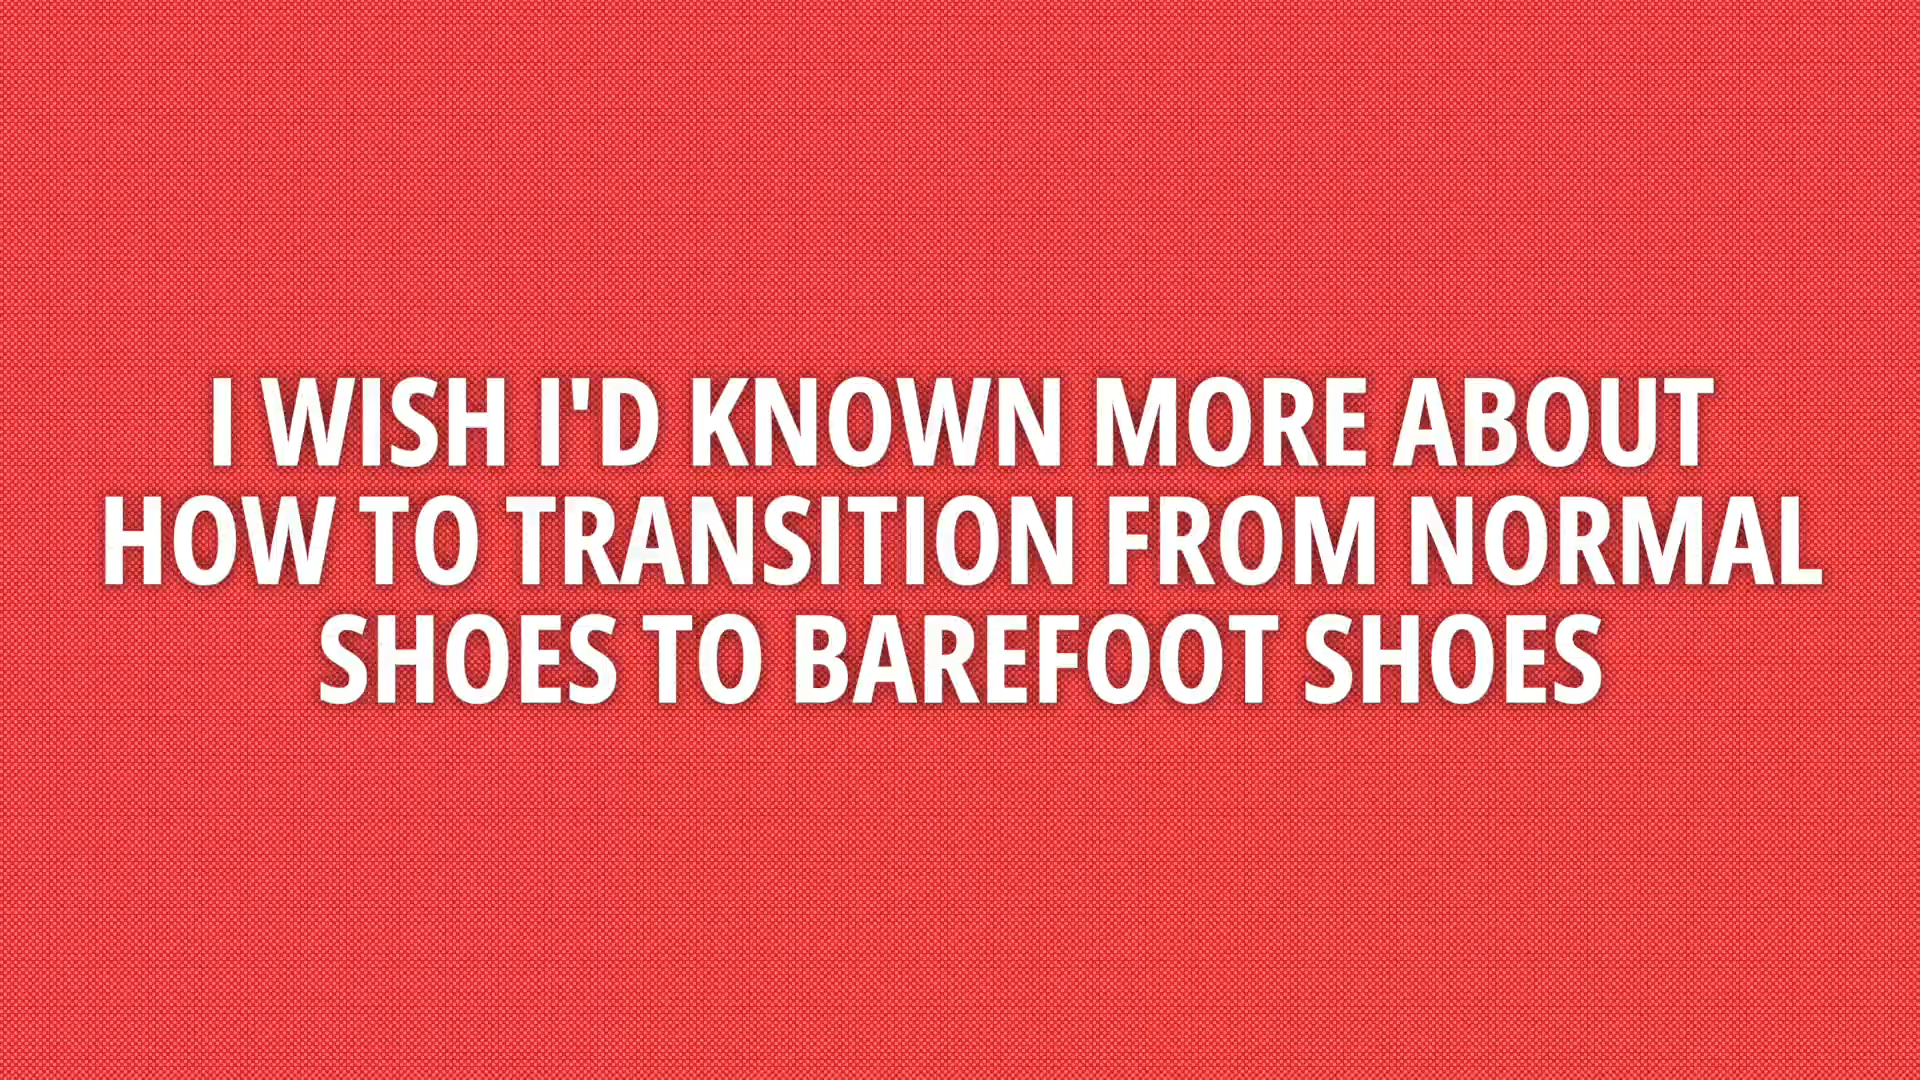 I WISH I'D KNOWN MORE ABOUT
HOW TO TRANSITION FROM NORMAL
SHOES TO BAREFOOT SHOES